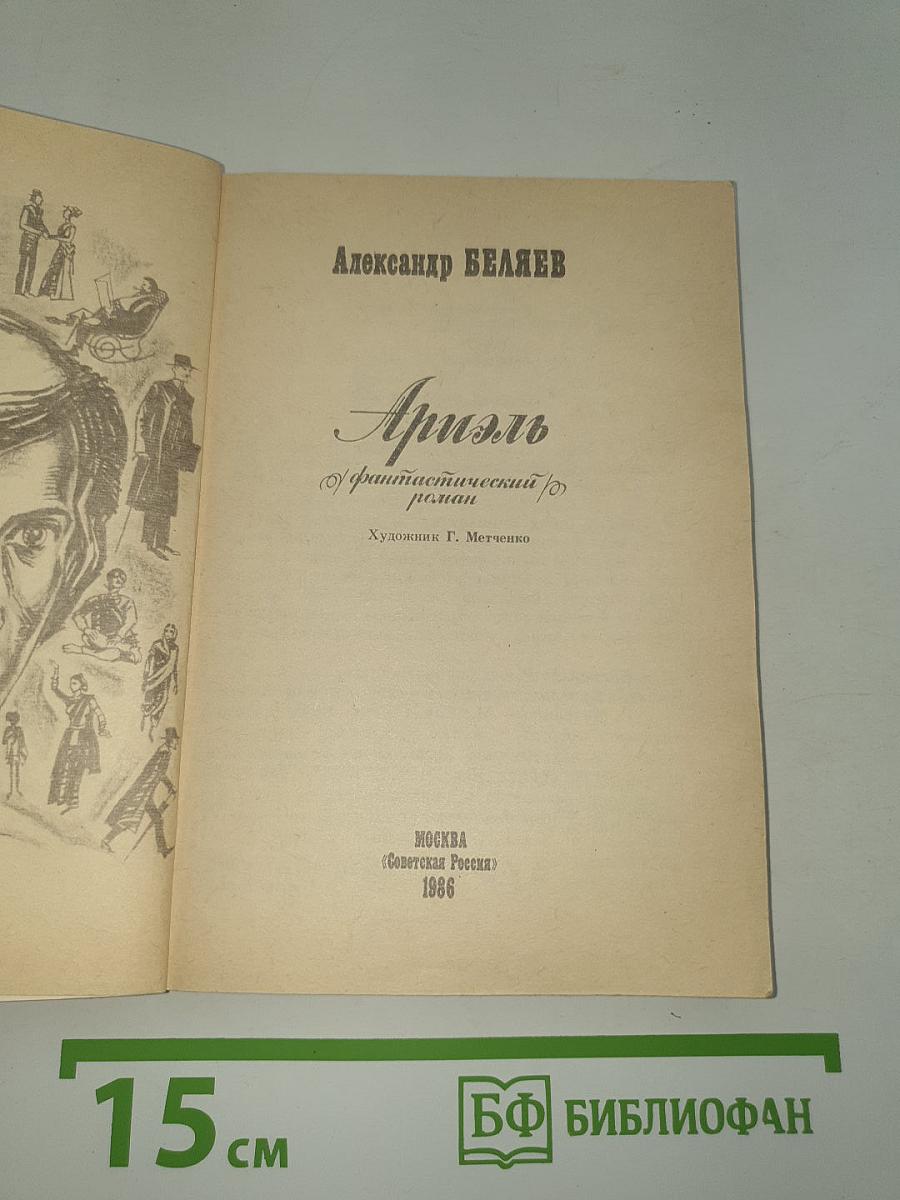 Александр БЕЛЯЕВ
Ариэль
фантастический
роман
Художник Г. Метченко
МОСКВА
«Советская Россия»
1986
15 см
БФ БИБЛИОФАН